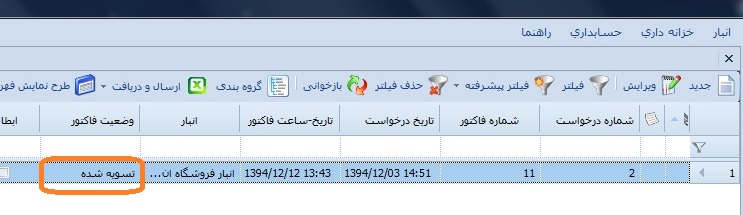 انبار خزانه داري حسابداري راهنما
جدید ویرایش فیلتر فیلتر پیشرفته حذف فیلتر بازخوانی گروه بندی ارسال و دریافت طرح نمایش فهر
شماره درخواست شماره فاکتور تاریخ درخواست تاریخ-ساعت فاکتور انبار وضعیت فاکتور ابطا
1 2 11 1394/12/03 14:51 1394/12/12 13:43 انبار فروشگاه ان... تسویه شده